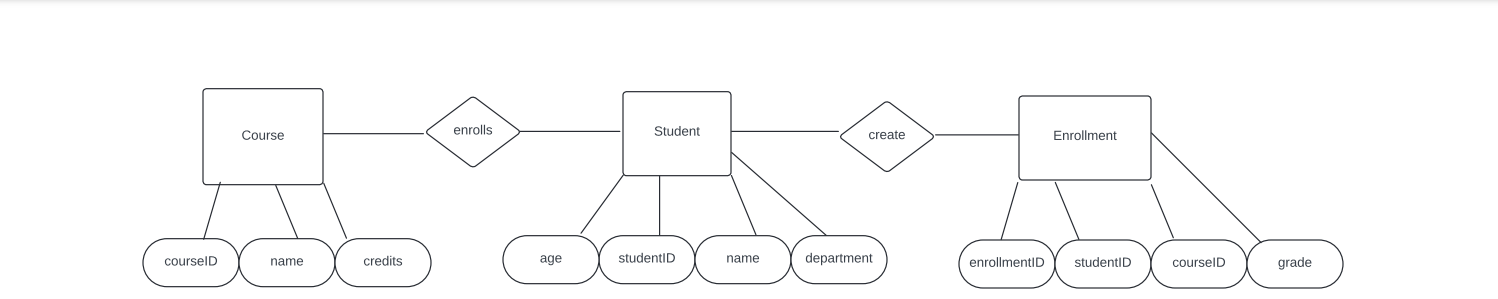 Course
enrolls
Student
create
Enrollment
courseID
name
credits
age
studentID
name
department
enrollmentID
studentID
courseID
grade